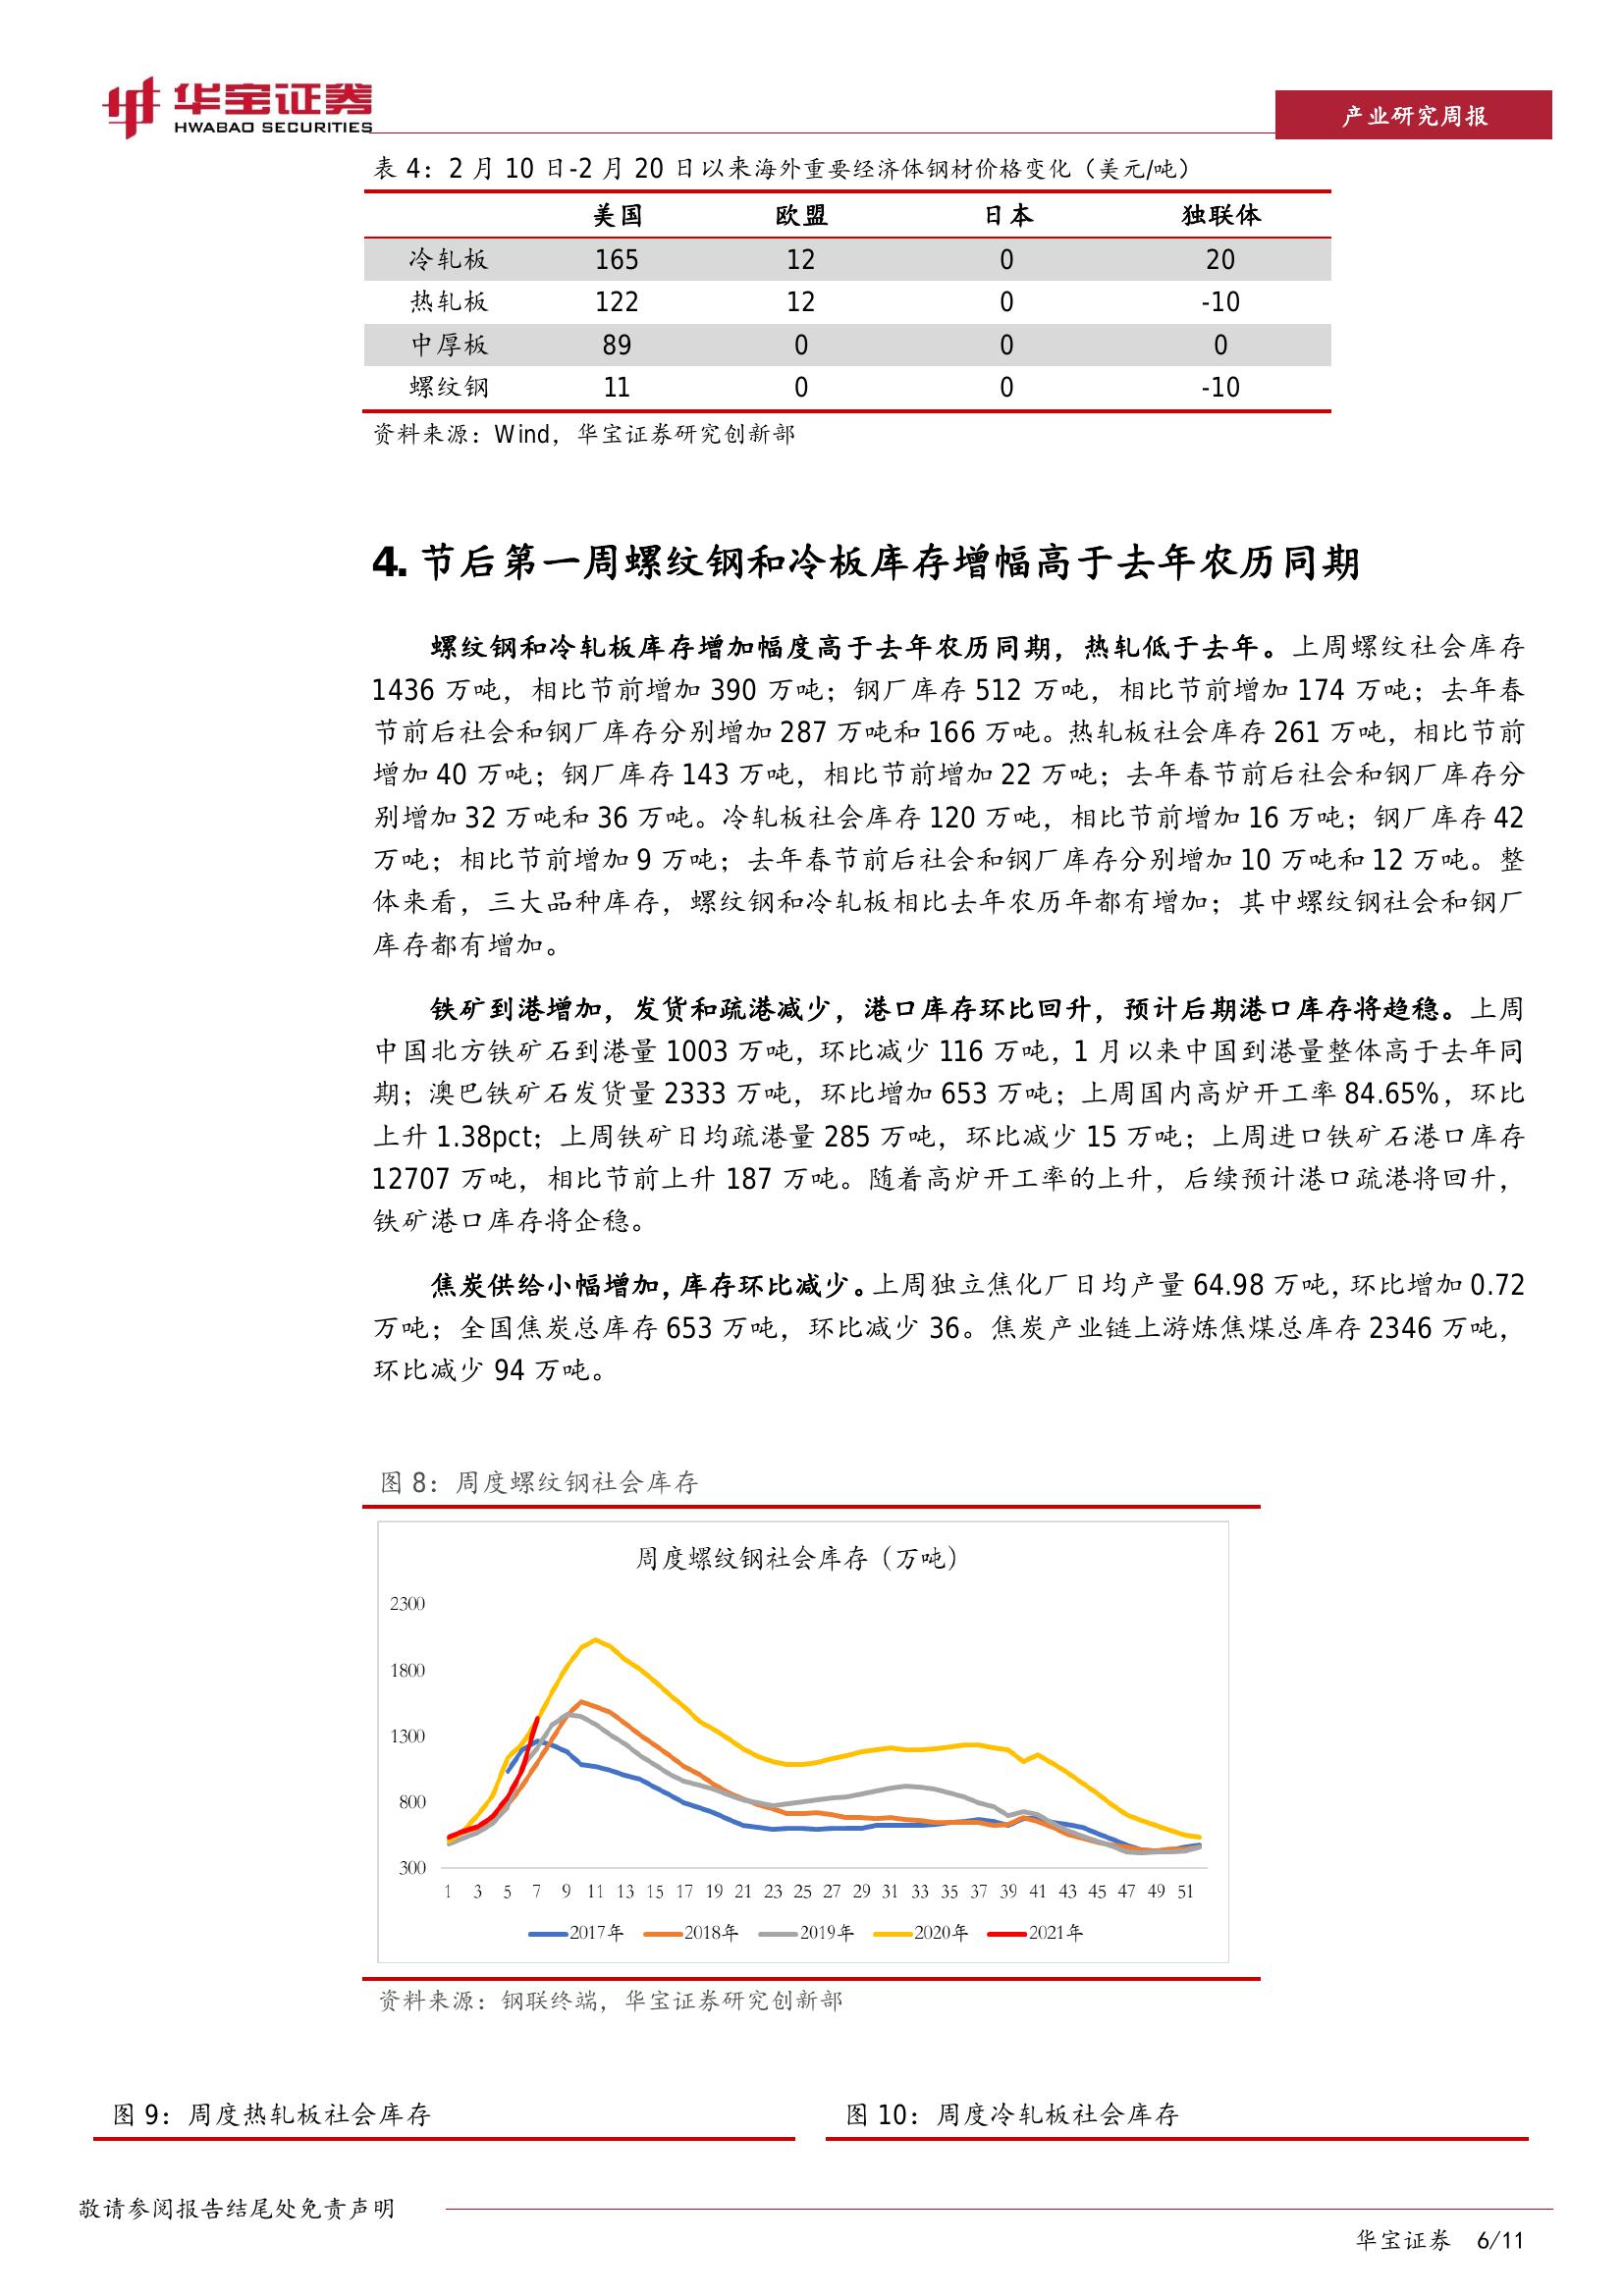 华宝证券
HWABAO SECURITIES
产业研究周报
表 4：2 月 10 日-2 月 20 日以来海外重要经济体钢材价格变化（美元/吨）
美国 欧盟 日本 独联体
冷轧板 165 12 0 20
热轧板 122 12 0 -10
中厚板 89 0 0 0
螺纹钢 11 0 0 -10
资料来源：Wind，华宝证券研究创新部
4. 节后第一周螺纹钢和冷板库存增幅高于去年农历同期
螺纹钢和冷轧板库存增加幅度高于去年农历同期，热轧低于去年。上周螺纹社会库存
1436 万吨，相比节前增加 390 万吨；钢厂库存 512 万吨，相比节前增加 174 万吨；去年春
节前后社会和钢厂库存分别增加 287 万吨和 166 万吨。热轧板社会库存 261 万吨，相比节前
增加 40 万吨；钢厂库存 143 万吨，相比节前增加 22 万吨；去年春节前后社会和钢厂库存分
别增加 32 万吨和 36 万吨。冷轧板社会库存 120 万吨，相比节前增加 16 万吨；钢厂库存 42
万吨；相比节前增加 9 万吨；去年春节前后社会和钢厂库存分别增加 10 万吨和 12 万吨。整
体来看，三大品种库存，螺纹钢和冷轧板相比去年农历年都有增加；其中螺纹钢社会和钢厂
库存都有增加。
铁矿到港增加，发货和疏港减少，港口库存环比回升，预计后期港口库存将趋稳。上周
中国北方铁矿石到港量 1003 万吨，环比减少 116 万吨，1 月以来中国到港量整体高于去年同
期；澳巴铁矿石发货量 2333 万吨，环比增加 653 万吨；上周国内高炉开工率 84.65%，环比
上升 1.38pct；上周铁矿日均疏港量 285 万吨，环比减少 15 万吨；上周进口铁矿石港口库存
12707 万吨，相比节前上升 187 万吨。随着高炉开工率的上升，后续预计港口疏港将回升，
铁矿港口库存将企稳。
焦炭供给小幅增加，库存环比减少。上周独立焦化厂日均产量 64.98 万吨，环比增加 0.72
万吨；全国焦炭总库存 653 万吨，环比减少 36。焦炭产业链上游炼焦煤总库存 2346 万吨，
环比减少 94 万吨。
图 8：周度螺纹钢社会库存
周度螺纹钢社会库存（万吨）
2300
1800
1300
800
300
1 3 5 7 9 11 13 15 17 19 21 23 25 27 29 31 33 35 37 39 41 43 45 47 49 51
2017年 2018年 2019年 2020年 2021年
资料来源：钢联终端，华宝证券研究创新部
图 9：周度热轧板社会库存
图 10：周度冷轧板社会库存
敬请参阅报告结尾处免责声明
华宝证券 6/11